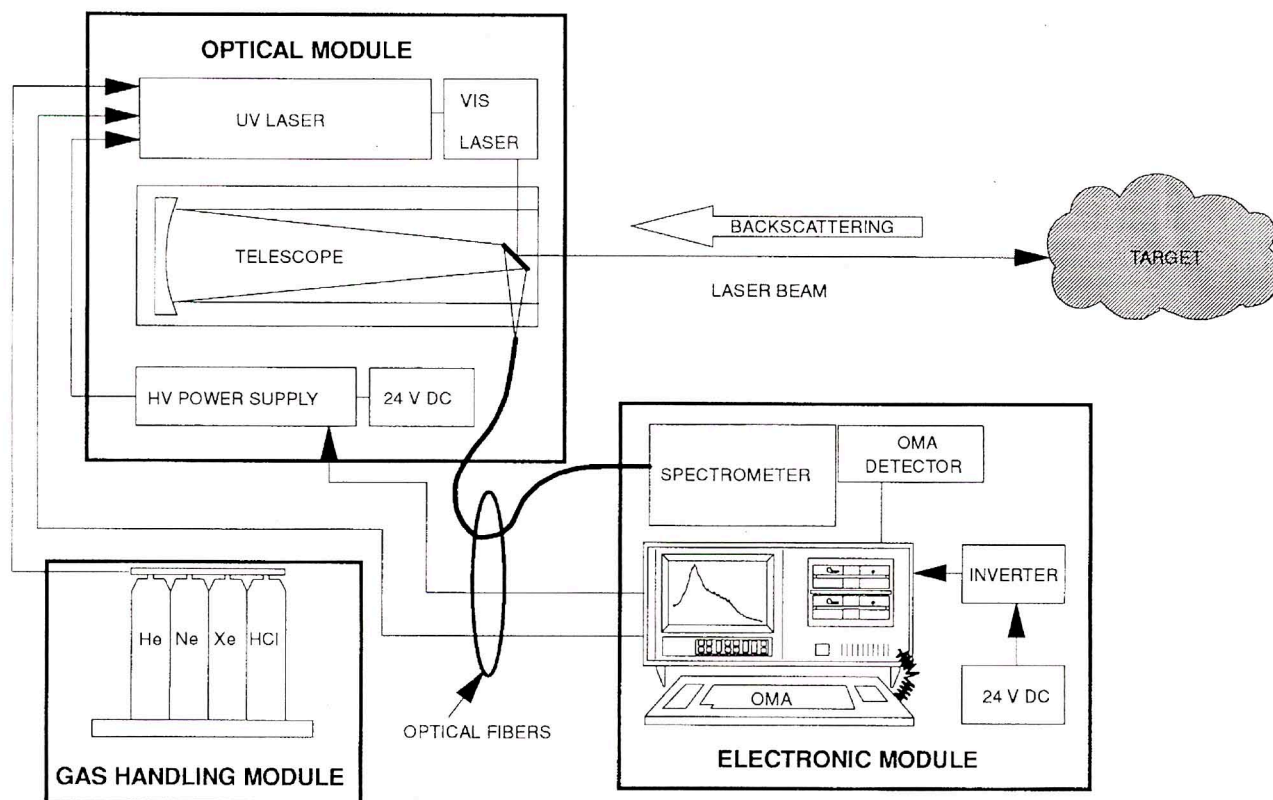 OPTICAL MODULE
UV LASER
VIS
LASER
TELESCOPE
BACKSCATTERING
LASER BEAM
TARGET
HV POWER SUPPLY
24 V DC
SPECTROMETER
OMA
DETECTOR
INVERTER
24 V DC
OMA
ELECTRONIC MODULE
OPTICAL FIBERS
He
Ne
Xe
HCl
GAS HANDLING MODULE